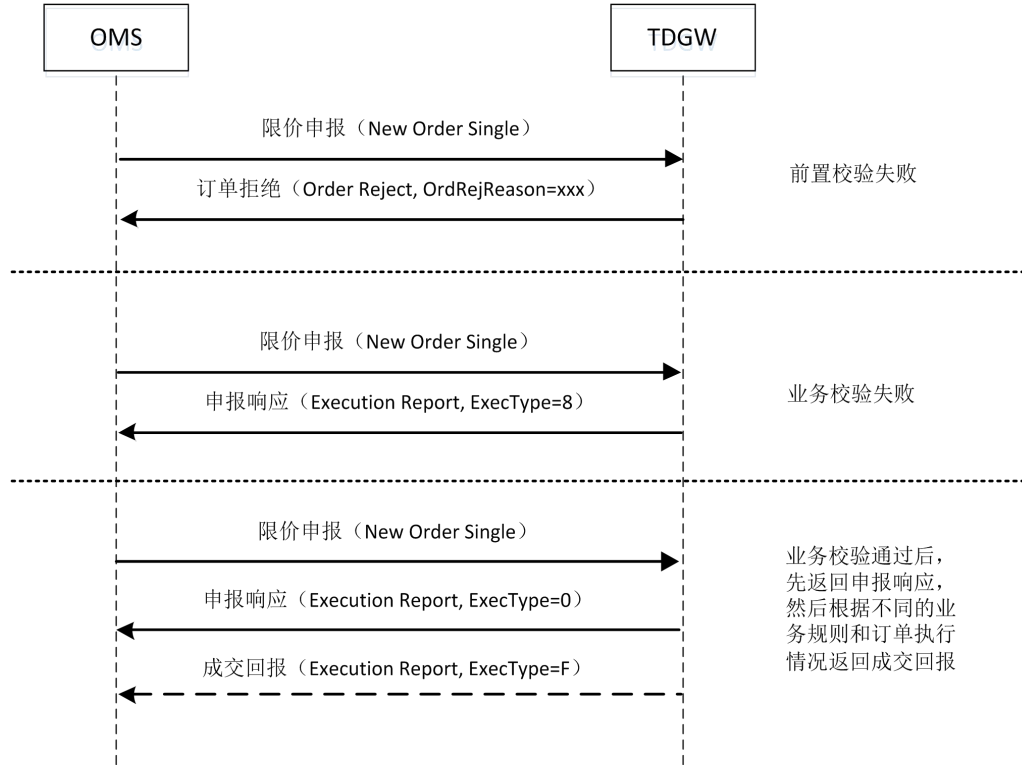 OMS
TDGW
限价申报（New Order Single）
订单拒绝（Order Reject, OrdRejReason=xxx）
前置校验失败
限价申报（New Order Single）
申报响应（Execution Report, ExecType=8）
业务校验失败
限价申报（New Order Single）
申报响应（Execution Report, ExecType=0）
成交回报（Execution Report, ExecType=F）
业务校验通过后，
先返回申报响应，
然后根据不同的业
务规则和订单执行
情况返回成交回报